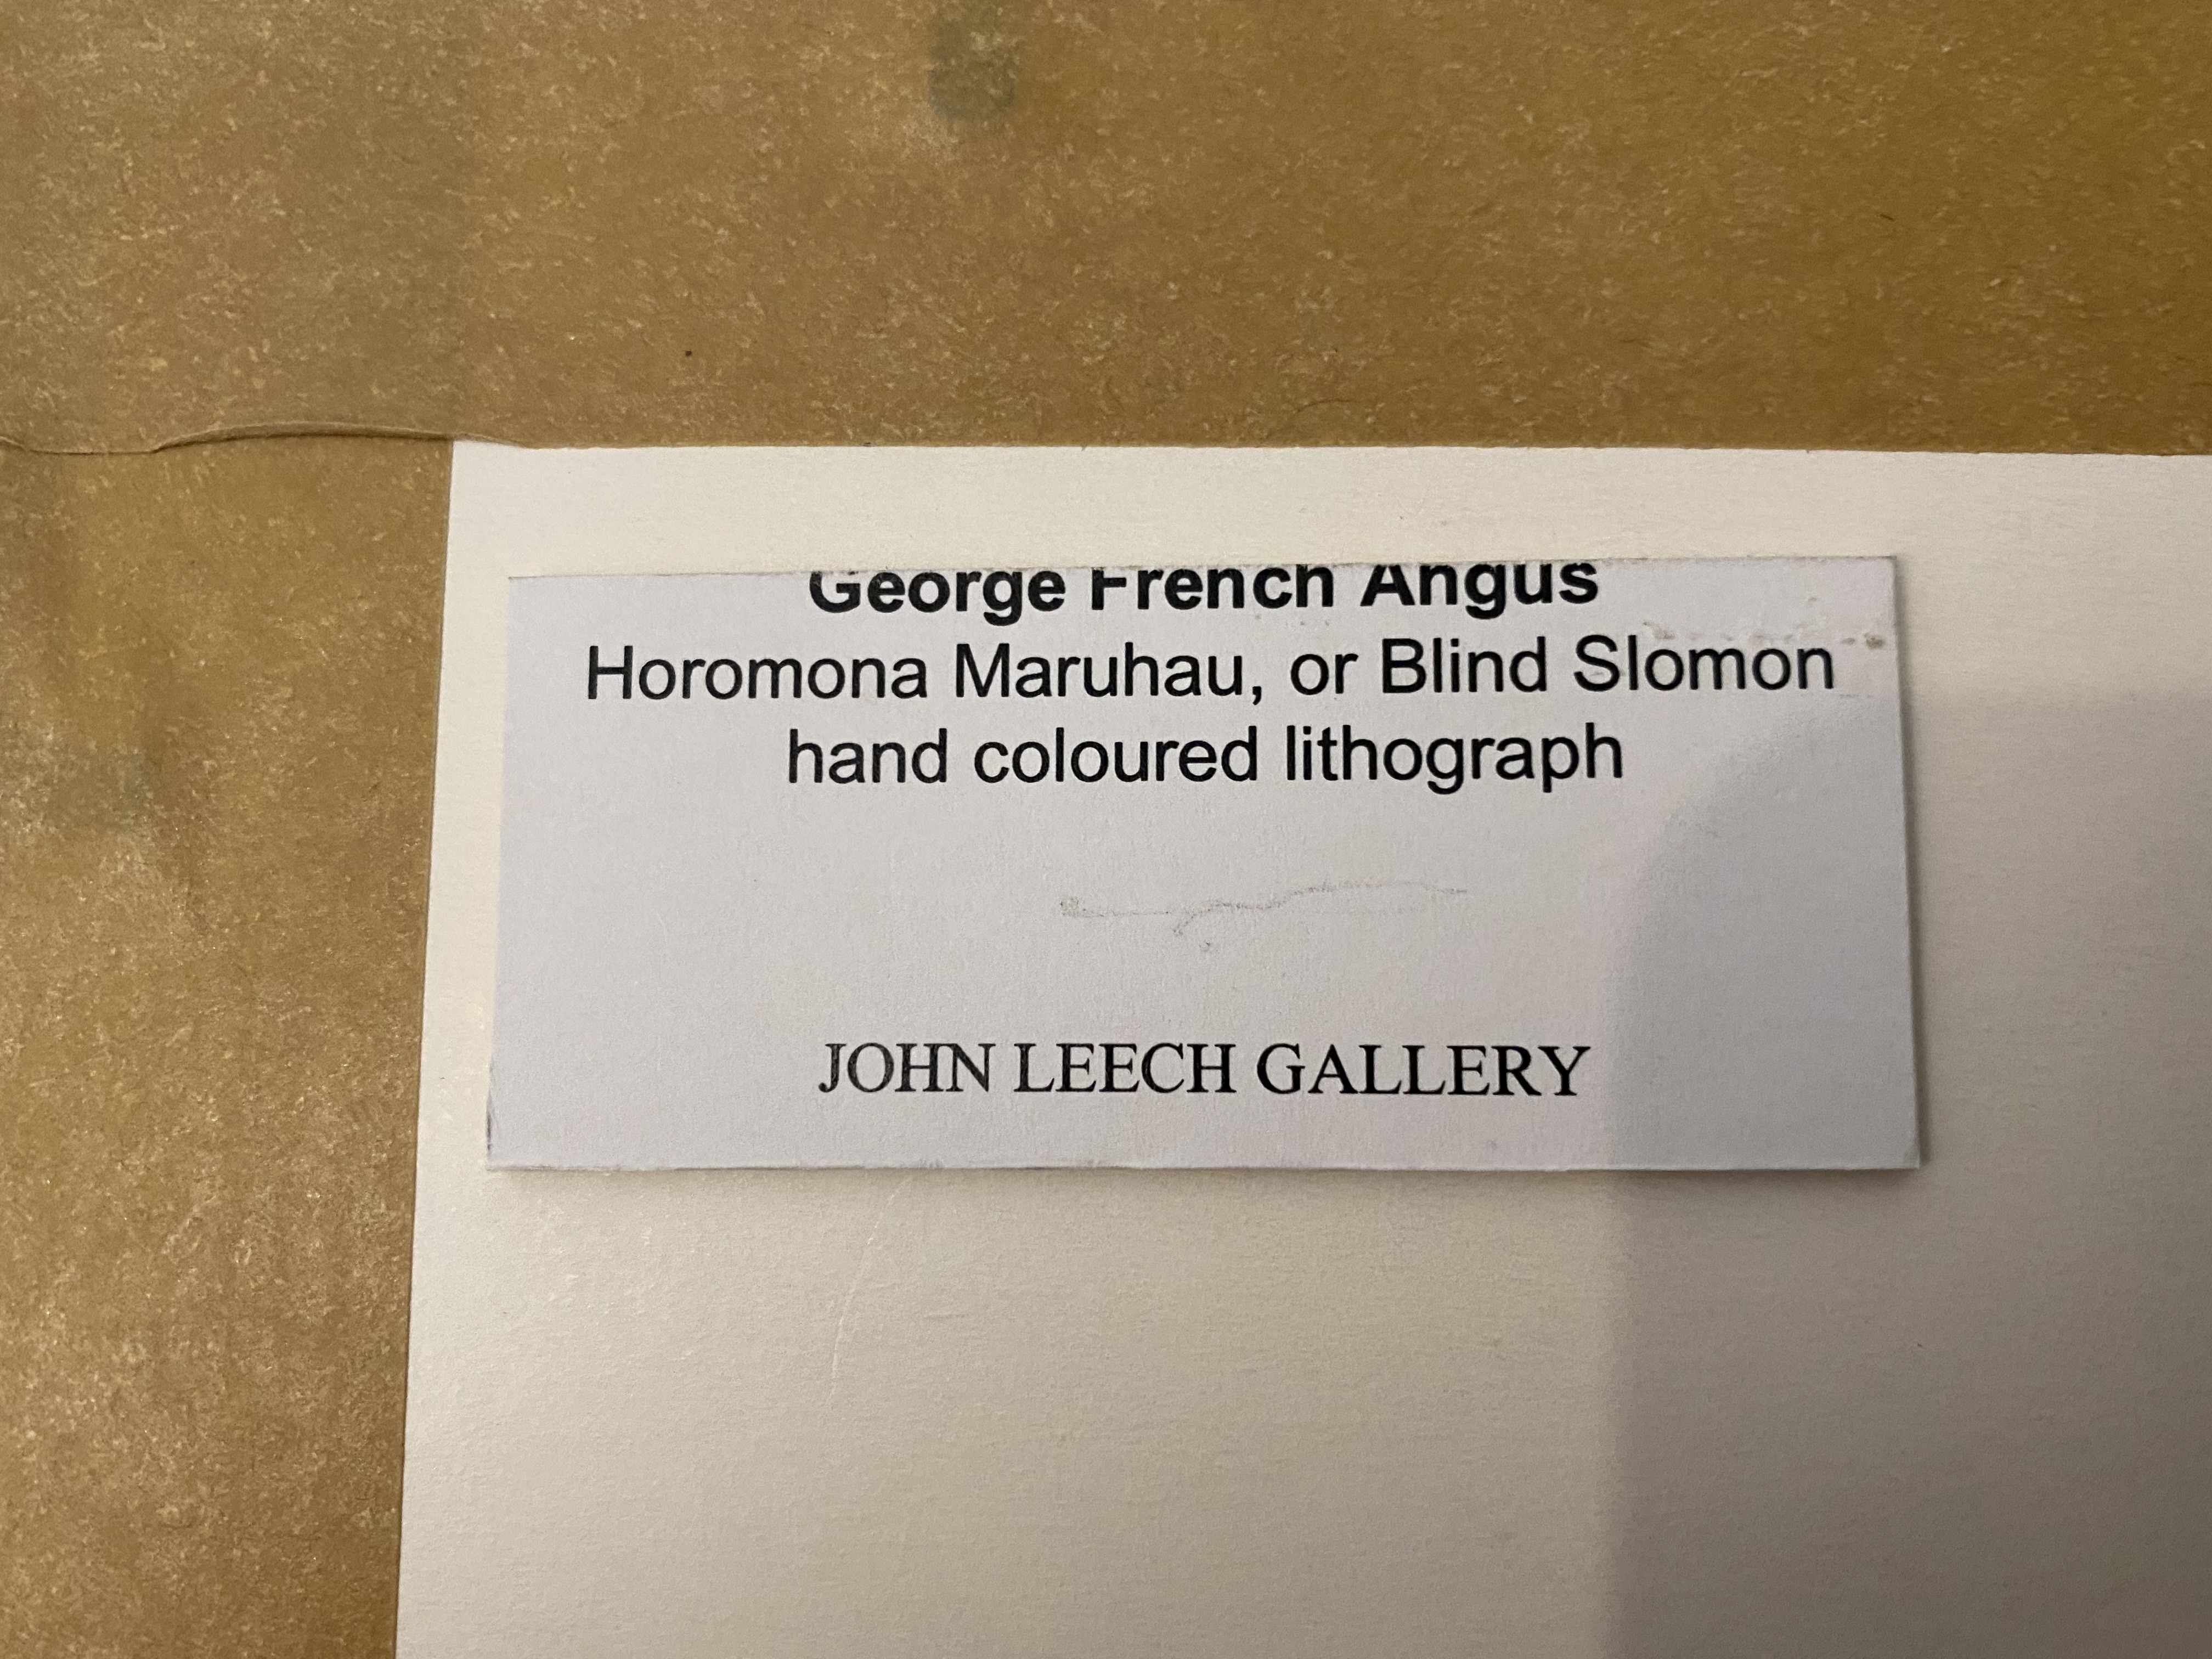 George French Angus
Horomona Maruhau, or Blind Slomon
hand coloured lithograph
JOHN LEECH GALLERY